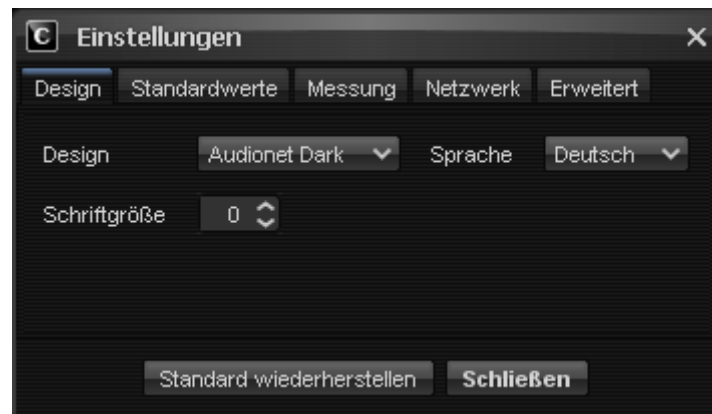 C Einstellungen
Design Standardwerte Messung Netzwerk Erweitert
Design Audionet Dark Sprache Deutsch
Schriftgröße 0
Standard wiederherstellen Schließen